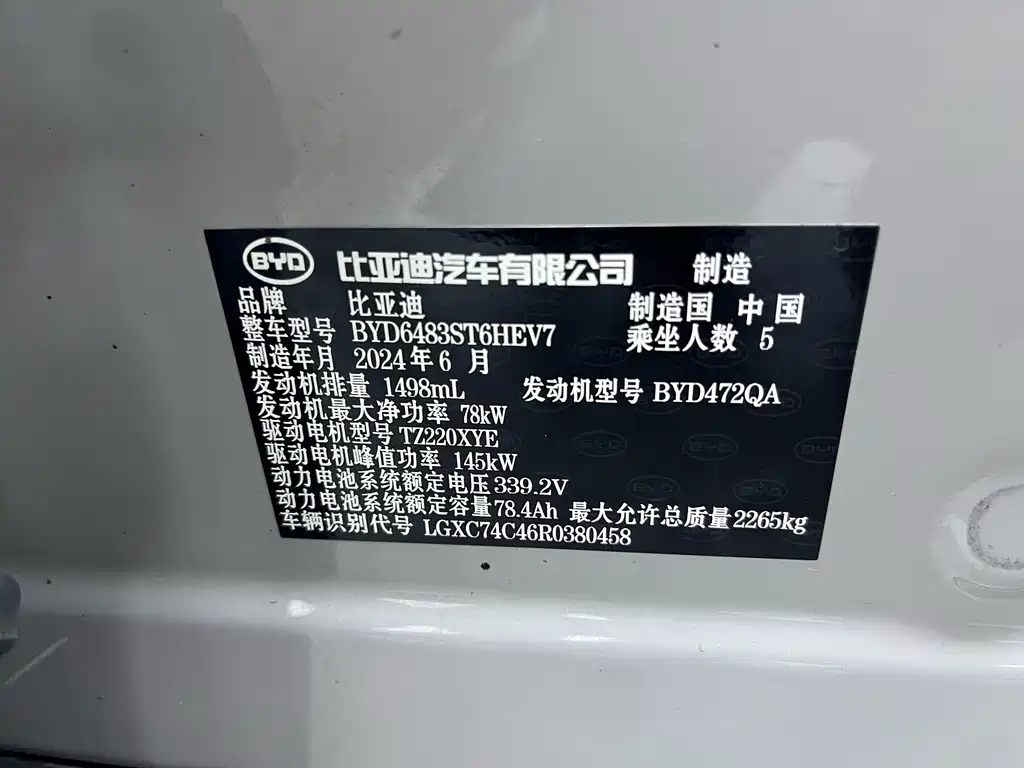 BYD 比亚迪汽车有限公司 制造
品牌 比亚迪 制造国 中国
整车型号 BYD6483ST6HEV7 乘坐人数 5
制造年月 2024年6月
发动机排量 1498mL 发动机型号 BYD472QA
发动机最大净功率 78kW
驱动电机型号 TZ220XYE
驱动电机峰值功率 145kW
动力电池系统额定电压 339.2V
动力电池系统额定容量 78.4Ah 最大允许总质量 2265kg
车辆识别代号 LGXC74C46R0380458